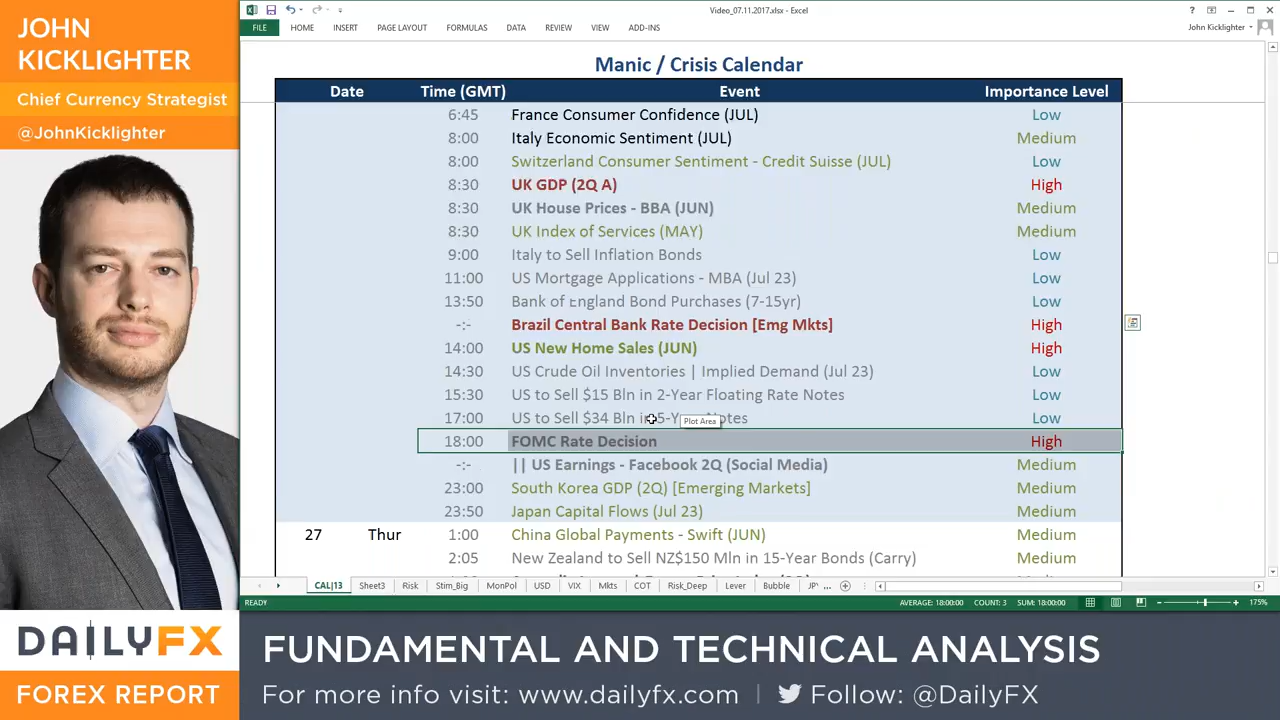 JOHN
KICKLIGHTER
Chief Currency Strategist
@JohnKicklighter
DAILYFX
FOREX REPORT
Video_07.11.2017.xlsx - Excel
FILE HOME INSERT PAGE LAYOUT FORMULAS DATA REVIEW VIEW ADD-INS John Kicklighter
Manic / Crisis Calendar
Date Time (GMT) Event Importance Level
6:45 France Consumer Confidence (JUL) Low
8:00 Italy Economic Sentiment (JUL) Medium
8:00 Switzerland Consumer Sentiment - Credit Suisse (JUL) Low
8:30 UK GDP (2Q A) High
8:30 UK House Prices - BBA (JUN) Medium
8:30 UK Index of Services (MAY) Medium
9:00 Italy to Sell Inflation Bonds Low
11:00 US Mortgage Applications - MBA (Jul 23) Low
13:50 Bank of England Bond Purchases (7-15yr) Low
-:- Brazil Central Bank Rate Decision [Emg Mkts] High
14:00 US New Home Sales (JUN) High
14:30 US Crude Oil Inventories | Implied Demand (Jul 23) Low
15:30 US to Sell $15 Bln in 2-Year Floating Rate Notes Low
17:00 US to Sell $34 Bln in 5-Y Notes Low
Plot Area
18:00 FOMC Rate Decision High
-:- || US Earnings - Facebook 2Q (Social Media) Medium
23:00 South Korea GDP (2Q) [Emerging Markets] Medium
23:50 Japan Capital Flows (Jul 23) Medium
27 Thur 1:00 China Global Payments - Swift (JUN) Medium
2:05 New Zealand to Sell NZ$150 Mln in 15-Year Bonds (Carry) Medium
CAL|13 Sheet3 Risk MonPol USD VIX Mkts COT Risk_Deep Lever Bubble ...
READY AVERAGE: 18:00:00 COUNT: 3 SUM: 18:00:00 175%
FUNDAMENTAL AND TECHNICAL ANALYSIS
For more info visit: www.dailyfx.com | Follow: @DailyFX